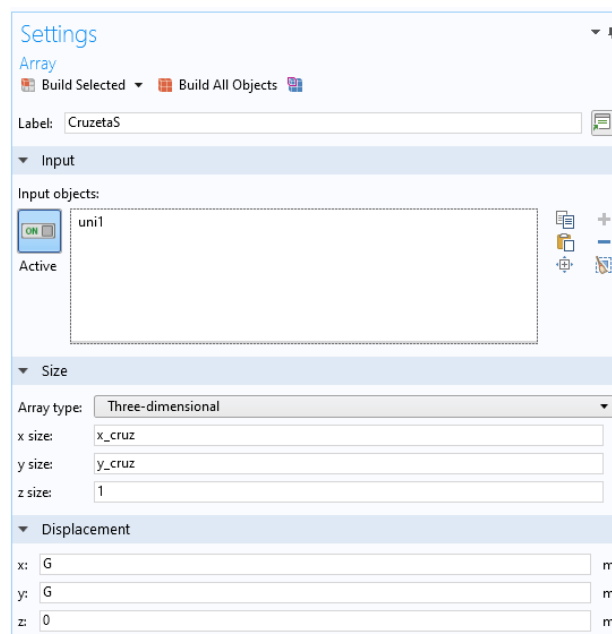 Settings
Array
Build Selected Build All Objects
Label: CruzetaS
Input
Input objects:
ON uni1
Active
Size
Array type: Three-dimensional
x size: x_cruz
y size: y_cruz
z size: 1
Displacement
x: G m
y: G m
z: 0 m